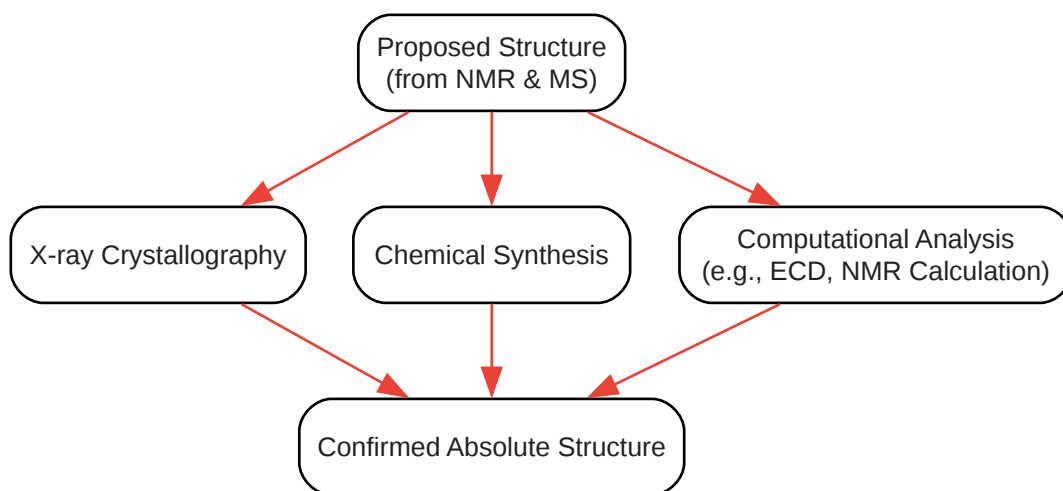 Proposed Structure
(from NMR & MS)
X-ray Crystallography
Chemical Synthesis
Computational Analysis
(e.g., ECD, NMR Calculation)
Confirmed Absolute Structure